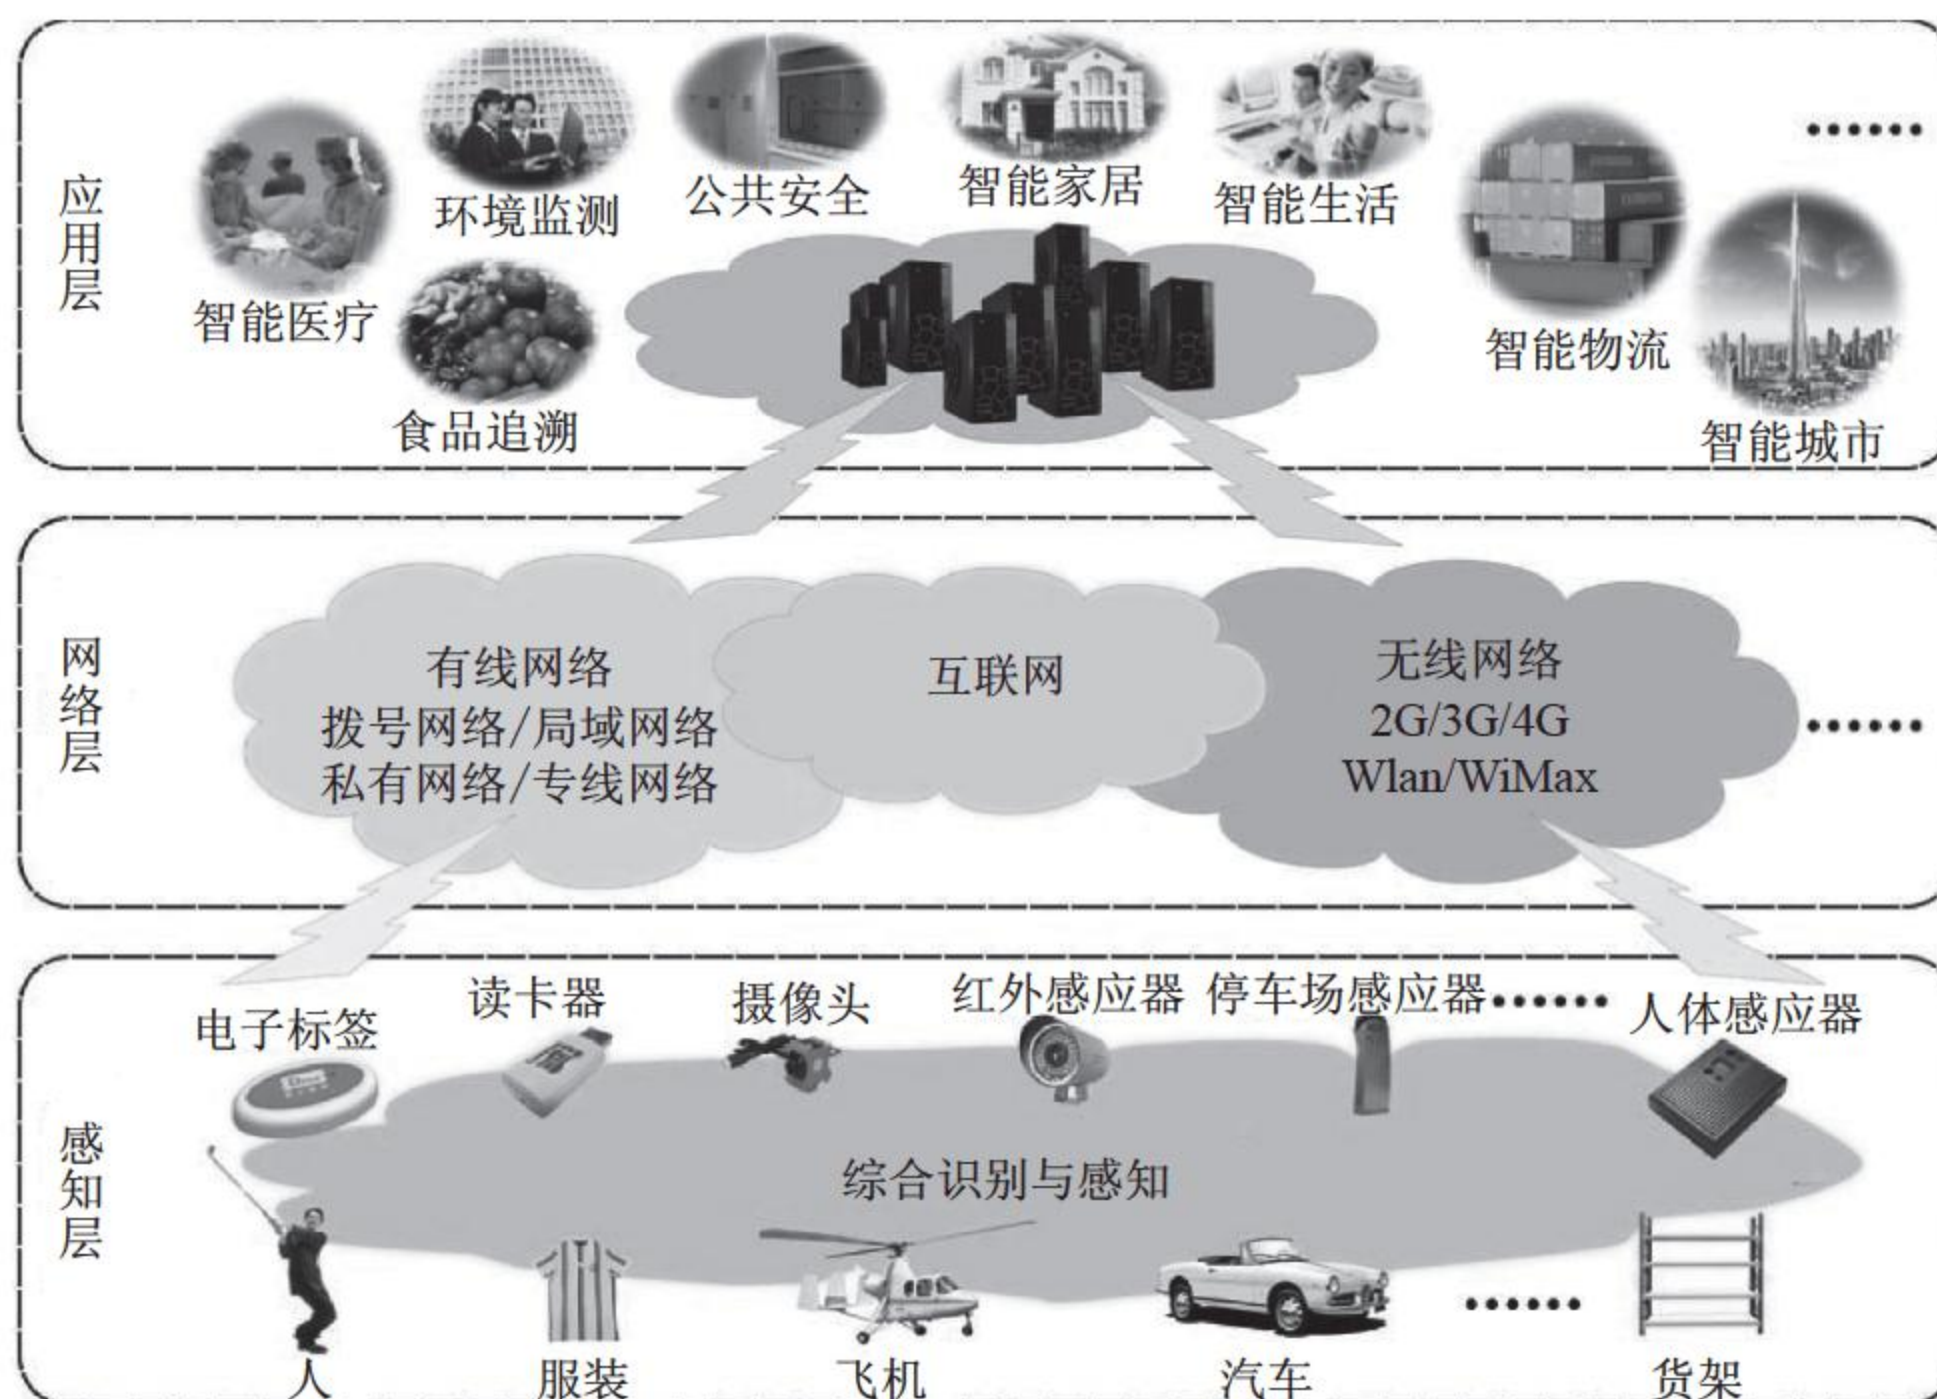 应用层
智能医疗
环境监测
公共安全
智能家居
智能生活
智能物流
智能城市
食品追溯
……
网络层
有线网络
拨号网络/局域网络
私有网络/专线网络
互联网
无线网络
2G/3G/4G
Wlan/WiMax
……
感知层
电子标签
读卡器
摄像头
红外感应器
停车场感应器……
人体感应器
综合识别与感知
人
服装
飞机
汽车
……
货架